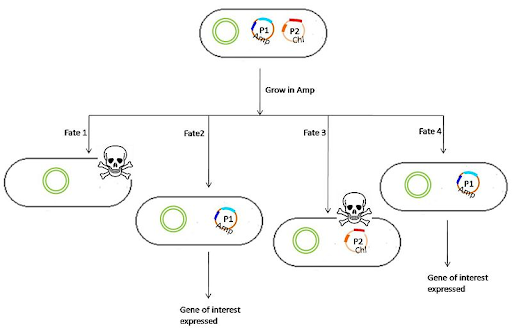 P1
Amp
P2
Chl
Grow in Amp
Fate 1
Fate2
Fate 3
Fate 4
P1
Amp
P1
Amp
P2
Chl
Gene of interest
expressed
Gene of interest
expressed